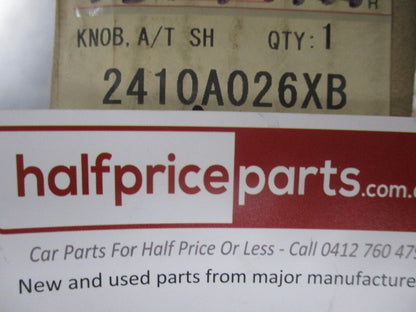 KNOB, A/T SH QTY: 1
2410A026XB
halfpriceparts.com.
Car Parts For Half Price Or Less - Call 0412 760 475
New and used parts from major manufacture